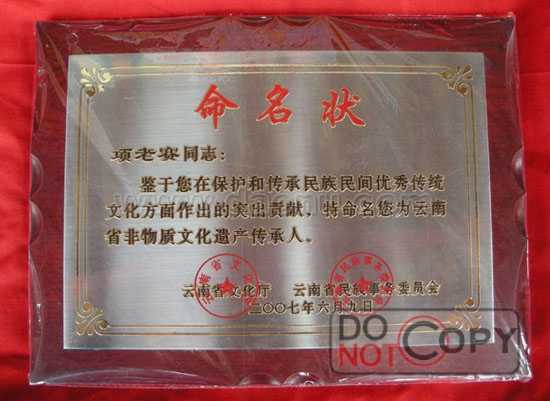 命名状
项老赛同志：
鉴于您在保护和传承民族民间优秀传统
文化方面作出的突出贡献，特命名您为云南
省非物质文化遗产传承人。
云南省文化厅 云南省民族事务委员会
二〇〇七年六月九日
DO NOT COPY